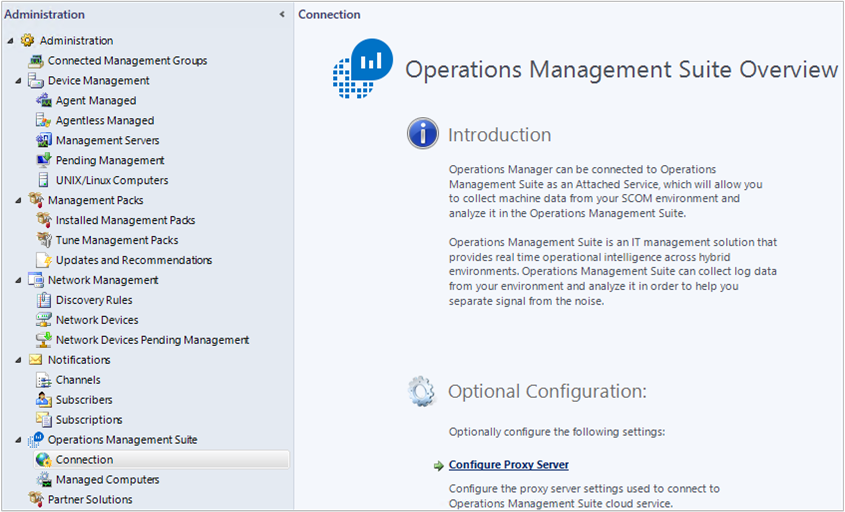 Administration
Administration
Connected Management Groups
Device Management
Agent Managed
Agentless Managed
Management Servers
Pending Management
UNIX/Linux Computers
Management Packs
Installed Management Packs
Tune Management Packs
Updates and Recommendations
Network Management
Discovery Rules
Network Devices
Network Devices Pending Management
Notifications
Channels
Subscribers
Subscriptions
Operations Management Suite
Connection
Managed Computers
Partner Solutions
Connection
Operations Management Suite Overview
Introduction
Operations Manager can be connected to Operations
Management Suite as an Attached Service, which will allow you
to collect machine data from your SCOM environment and
analyze it in the Operations Management Suite.
Operations Management Suite is an IT management solution that
provides real time operational intelligence across hybrid
environments. Operations Management Suite can collect log data
from your environment and analyze it in order to help you
separate signal from the noise.
Optional Configuration:
Optionally configure the following settings:
Configure Proxy Server
Configure the proxy server settings used to connect to
Operations Management Suite cloud service.